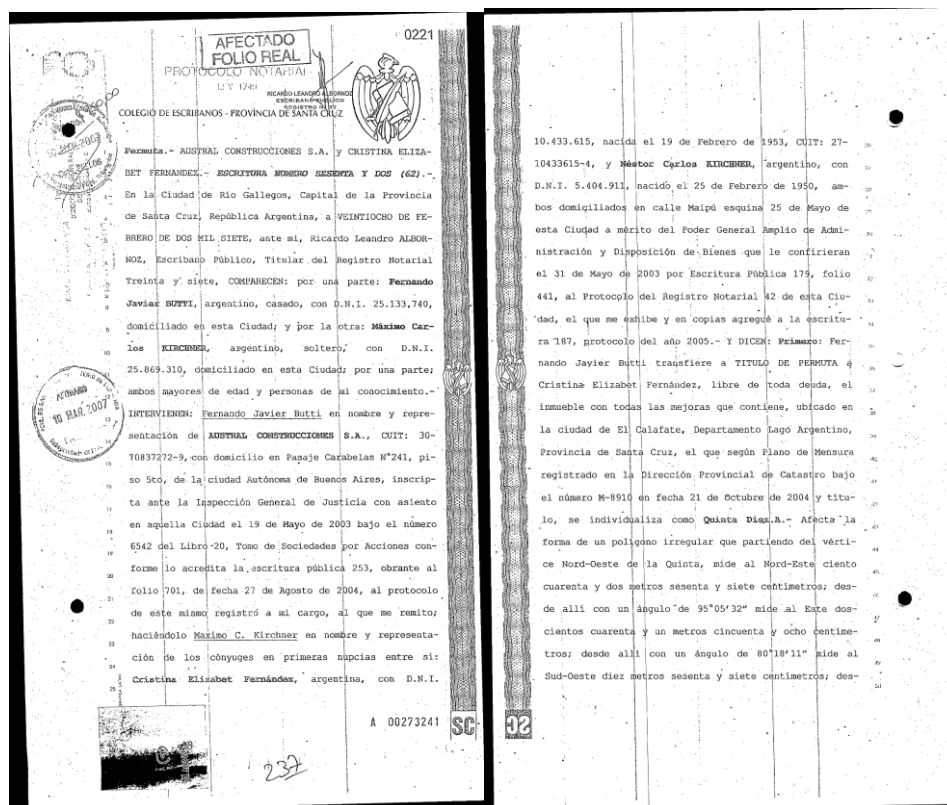 0221
AFECTADO
FOLIO REAL
PROTOCOLO NOTARIAL
RICARDO LEANDRO ALBORNOZ
ESCRIBANO PUBLICO
REGISTRO Nº 37
COLEGIO DE ESCRIBANOS - PROVINCIA DE SANTA CRUZ
Permuta.- AUSTRAL CONSTRUCCIONES S.A. y CRISTINA ELIZA-
BET FERNANDEZ.- ESCRITURA NUMERO SESENTA Y DOS (62).-
En la Ciudad de Rio Gallegos, Capital de la Provincia
de Santa Cruz, República Argentina, a VEINTIOCHO DE FE-
BRERO DE DOS MIL SIETE, ante mi, Ricardo Leandro ALBOR-
NOZ, Escribano Público, Titular del Registro Notarial
Treinta y siete, COMPARECEN: por una parte: Fernando
Javier BUTTI, argentino, casado, con D.N.I. 25.133.740,
domiciliado en esta Ciudad; y por la otra: Máximo Car-
los KIRCHNER, argentino, soltero, con D.N.I.
25.869.310, domiciliado en esta Ciudad; por una parte;
ambos mayores de edad y personas de mi conocimiento.-
INTERVIENEN: Fernando Javier Butti en nombre y repre-
sentación de AUSTRAL CONSTRUCCIONES S.A., CUIT: 30-
70837272-9, con domicilio en Pasaje Carabelas N°241, pi-
so 5to, de la ciudad Autónoma de Buenos Aires, inscrip-
ta ante la Inspección General de Justicia con asiento
en aquella Ciudad el 19 de Mayo de 2003 bajo el número
6542 del Libro 20, Tomo de Sociedades por Acciones con-
forme lo acredita la escritura pública 253, obrante al
folio 701, de fecha 27 de Agosto de 2004, al protocolo
de este mismo registró a mi cargo, al que me remito;
haciéndolo Maximo C. Kirchner en nombre y representa-
ción de los cónyuges en primeras nupcias entre si:
Cristina Elizabet Fernández, argentina, con D.N.I.
10 MAR. 2007
A 00273241
SC
237
10.433.615, nacida el 19 de Febrero de 1953, CUIT: 27-
10433615-4, y Néstor Carlos KIRCHNER, argentino, con
D.N.I. 5.404.911, nacido el 25 de Febrero de 1950, am-
bos domiciliados en calle Maipú esquina 25 de Mayo de
esta Ciudad a mérito del Poder General Amplio de Admi-
nistración y Disposición de Bienes que le confirieran
el 31 de Mayo de 2003 por Escritura Pública 179, folio
441, al Protocolo del Registro Notarial 42 de esta Ciu-
dad, el que me exhibe y en copias agregué a la escritu-
ra 187, protocolo del año 2005.- Y DICEN: Primero: Fer-
nando Javier Butti transfiere a TITULO DE PERMUTA a
Cristina Elizabet Fernández, libre de toda deuda, el
inmueble con todas las mejoras que contiene, ubicado en
la ciudad de El Calafate, Departamento Lago Argentino,
Provincia de Santa Cruz, el que según Plano de Mensura
registrado en la Dirección Provincial de Catastro bajo
el número M-8910 en fecha 21 de Octubre de 2004 y titu-
lo, se individualiza como Quinta Diez.A.- Afecta la
forma de un poligono irregular que partiendo del vérti-
ce Nord-Oeste de la Quinta, mide al Nord-Este ciento
cuarenta y dos metros sesenta y siete centimetros; des-
de alli con un ángulo de 95°05'32" mide al Este dos-
cientos cuarenta y un metros cincuenta y ocho centime-
tros; desde alli con un ángulo de 80°18'11" mide al
Sud-Oeste diez metros sesenta y siete centimetros; des-
SC